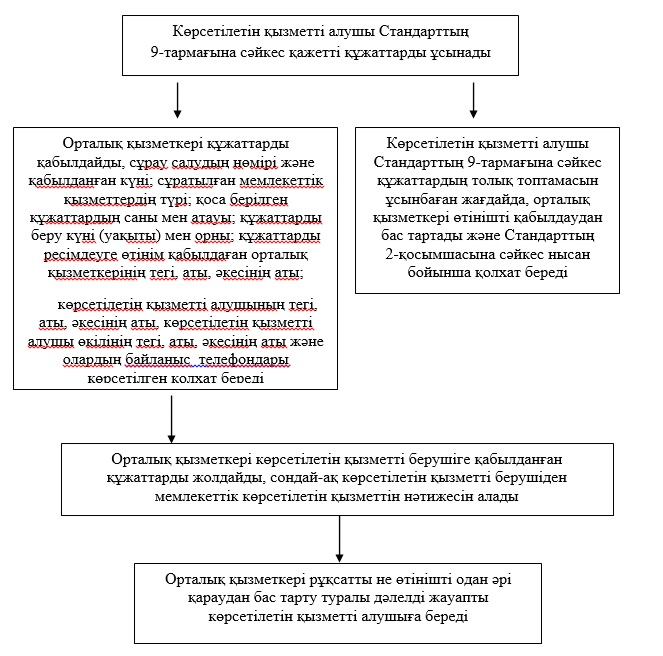 Көрсетілетін қызметті алушы Стандарттың
9-тармағына сәйкес қажетті құжаттарды ұсынады
Орталық қызметкері құжаттарды
қабылдайды, сұрау салудың нөмірі және
қабылданған күні; сұратылған мемлекеттік
қызметтердің түрі; қоса берілген
құжаттардың саны мен атауы; құжаттарды
беру күні (уақыты) мен орны; құжаттарды
ресімдеуге өтінім қабылдаған орталық
қызметкерінің тегі, аты, әкесінің аты;
көрсетілетін қызметті алушының тегі,
аты, әкесінің аты, көрсетілетін қызметті
алушы өкілінің тегі, аты, әкесінің аты және
олардың байланыс телефондары
көрсетілген қолхат береді
Көрсетілетін қызметті алушы
Стандарттың 9-тармағына сәйкес
құжаттардың толық топтамасын
ұсынбаған жағдайда, орталық
қызметкері өтінішті қабылдаудан
бас тартады және Стандарттың
2-қосымшасына сәйкес нысан
бойынша қолхат береді
Орталық қызметкері көрсетілетін қызметті берушіге қабылданған
құжаттарды жолдайды, сондай-ақ көрсетілетін қызметті берушіден
мемлекеттік көрсетілетін қызметтін нәтижесін алады
Орталық қызметкері рұқсатты не өтінішті одан әрі
қараудан бас тарту туралы дәлелді жауапты
көрсетілетін қызметті алушыға береді